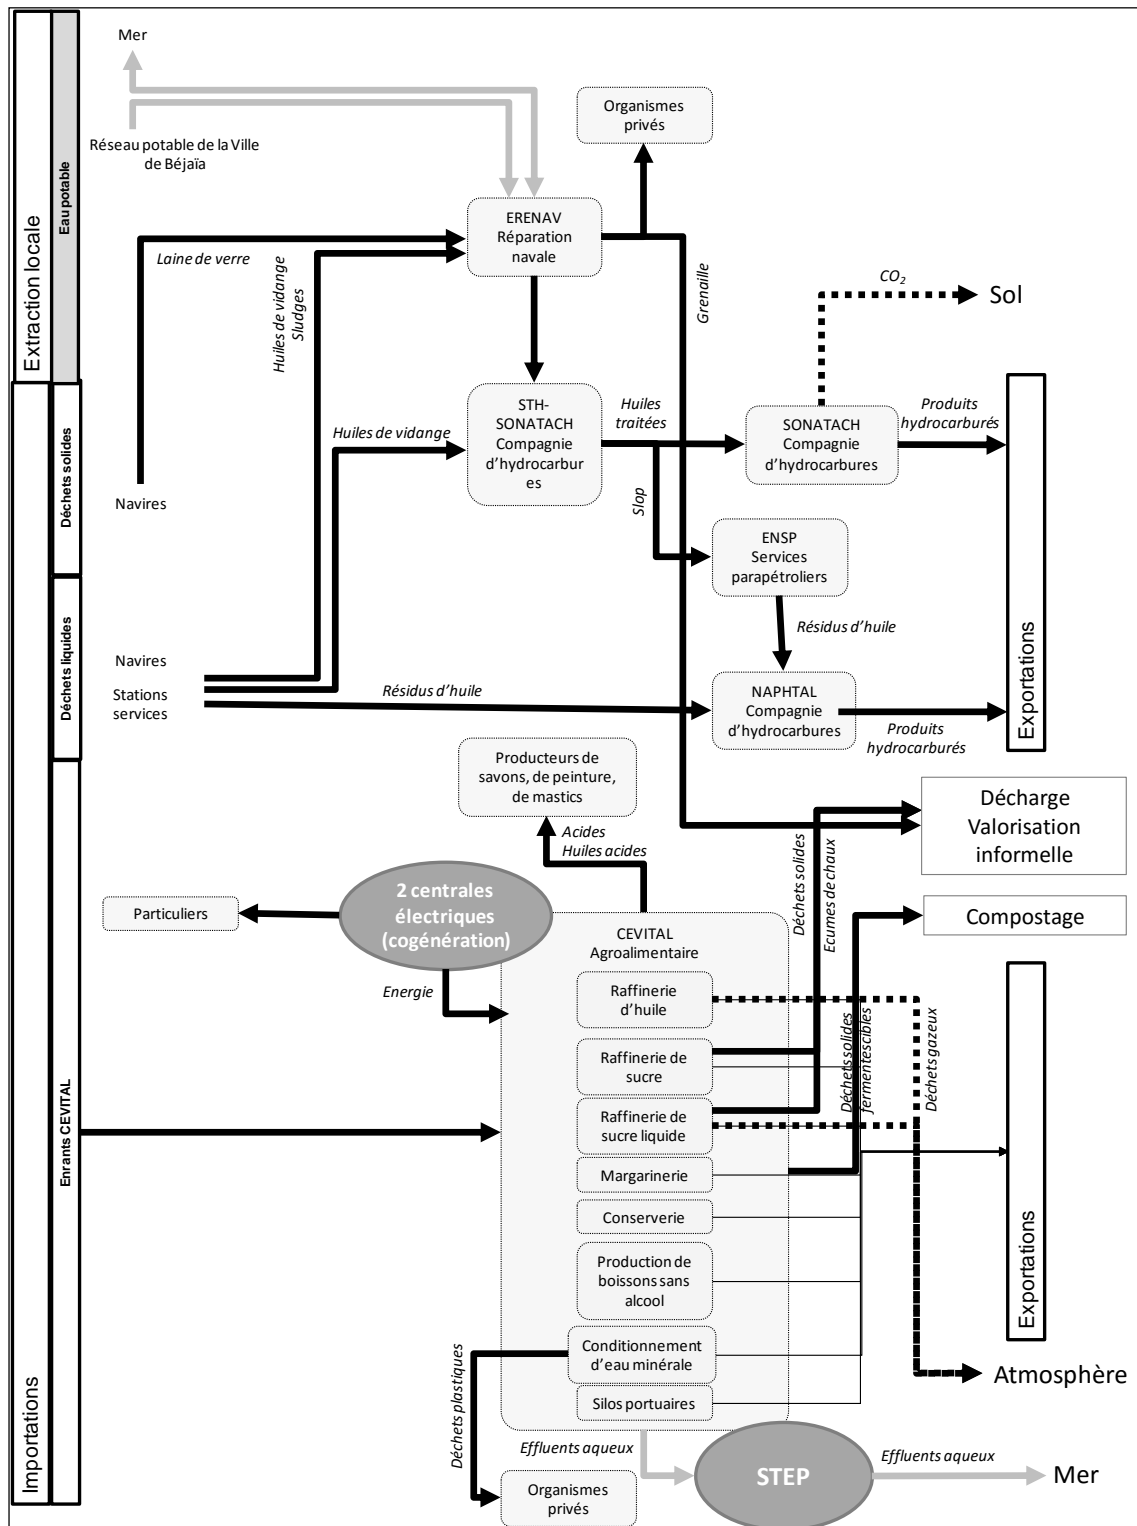 Mer
Réseau potable de la Ville
de Béjaïa
Organismes
privés
Extraction locale
Eau potable
ERENAV
Réparation
navale
Laine de verre
Huiles de vidange
Sludges
Grenaille
CO₂
Sol
Déchets solides
Navires
Huiles de vidange
STH-
SONATACH
Compagnie
d’hydrocarbur
es
Huiles
traitées
Slop
SONATACH
Compagnie
d’hydrocarbures
Produits
hydrocarburés
Exportations
ENSP
Services
parapétroliers
Résidus d’huile
Déchets liquides
Navires
Stations
services
Résidus d’huile
NAPHTAL
Compagnie
d’hydrocarbures
Produits
hydrocarburés
Producteurs de
savons, de peinture,
de mastics
Acides
Huiles acides
Déchets solides
Ecumes de chaux
Décharge
Valorisation
informelle
Compostage
2 centrales
électriques
(cogénération)
Particuliers
Energie
CEVITAL
Agroalimentaire
Raffinerie
d’huile
Raffinerie de
sucre
Raffinerie de
sucre liquide
Margarinerie
Conserverie
Production de
boissons sans
alcool
Conditionnement
d’eau minérale
Silos portuaires
Déchets solides
fermentescibles
Déchets gazeux
Exportations
Atmosphère
Importations
Enrants CEVITAL
Déchets plastiques
Organismes
privés
Effluents aqueux
STEP
Effluents aqueux
Mer